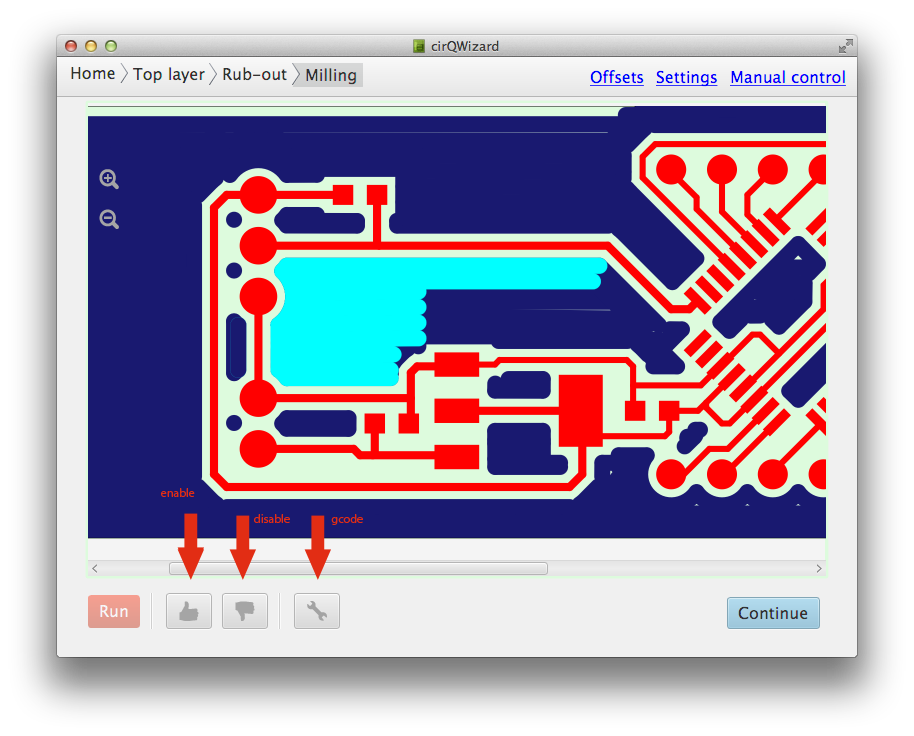 cirQWizard
Home Top layer Rub-out Milling Offsets Settings Manual control
enable
disable gcode
Run Continue